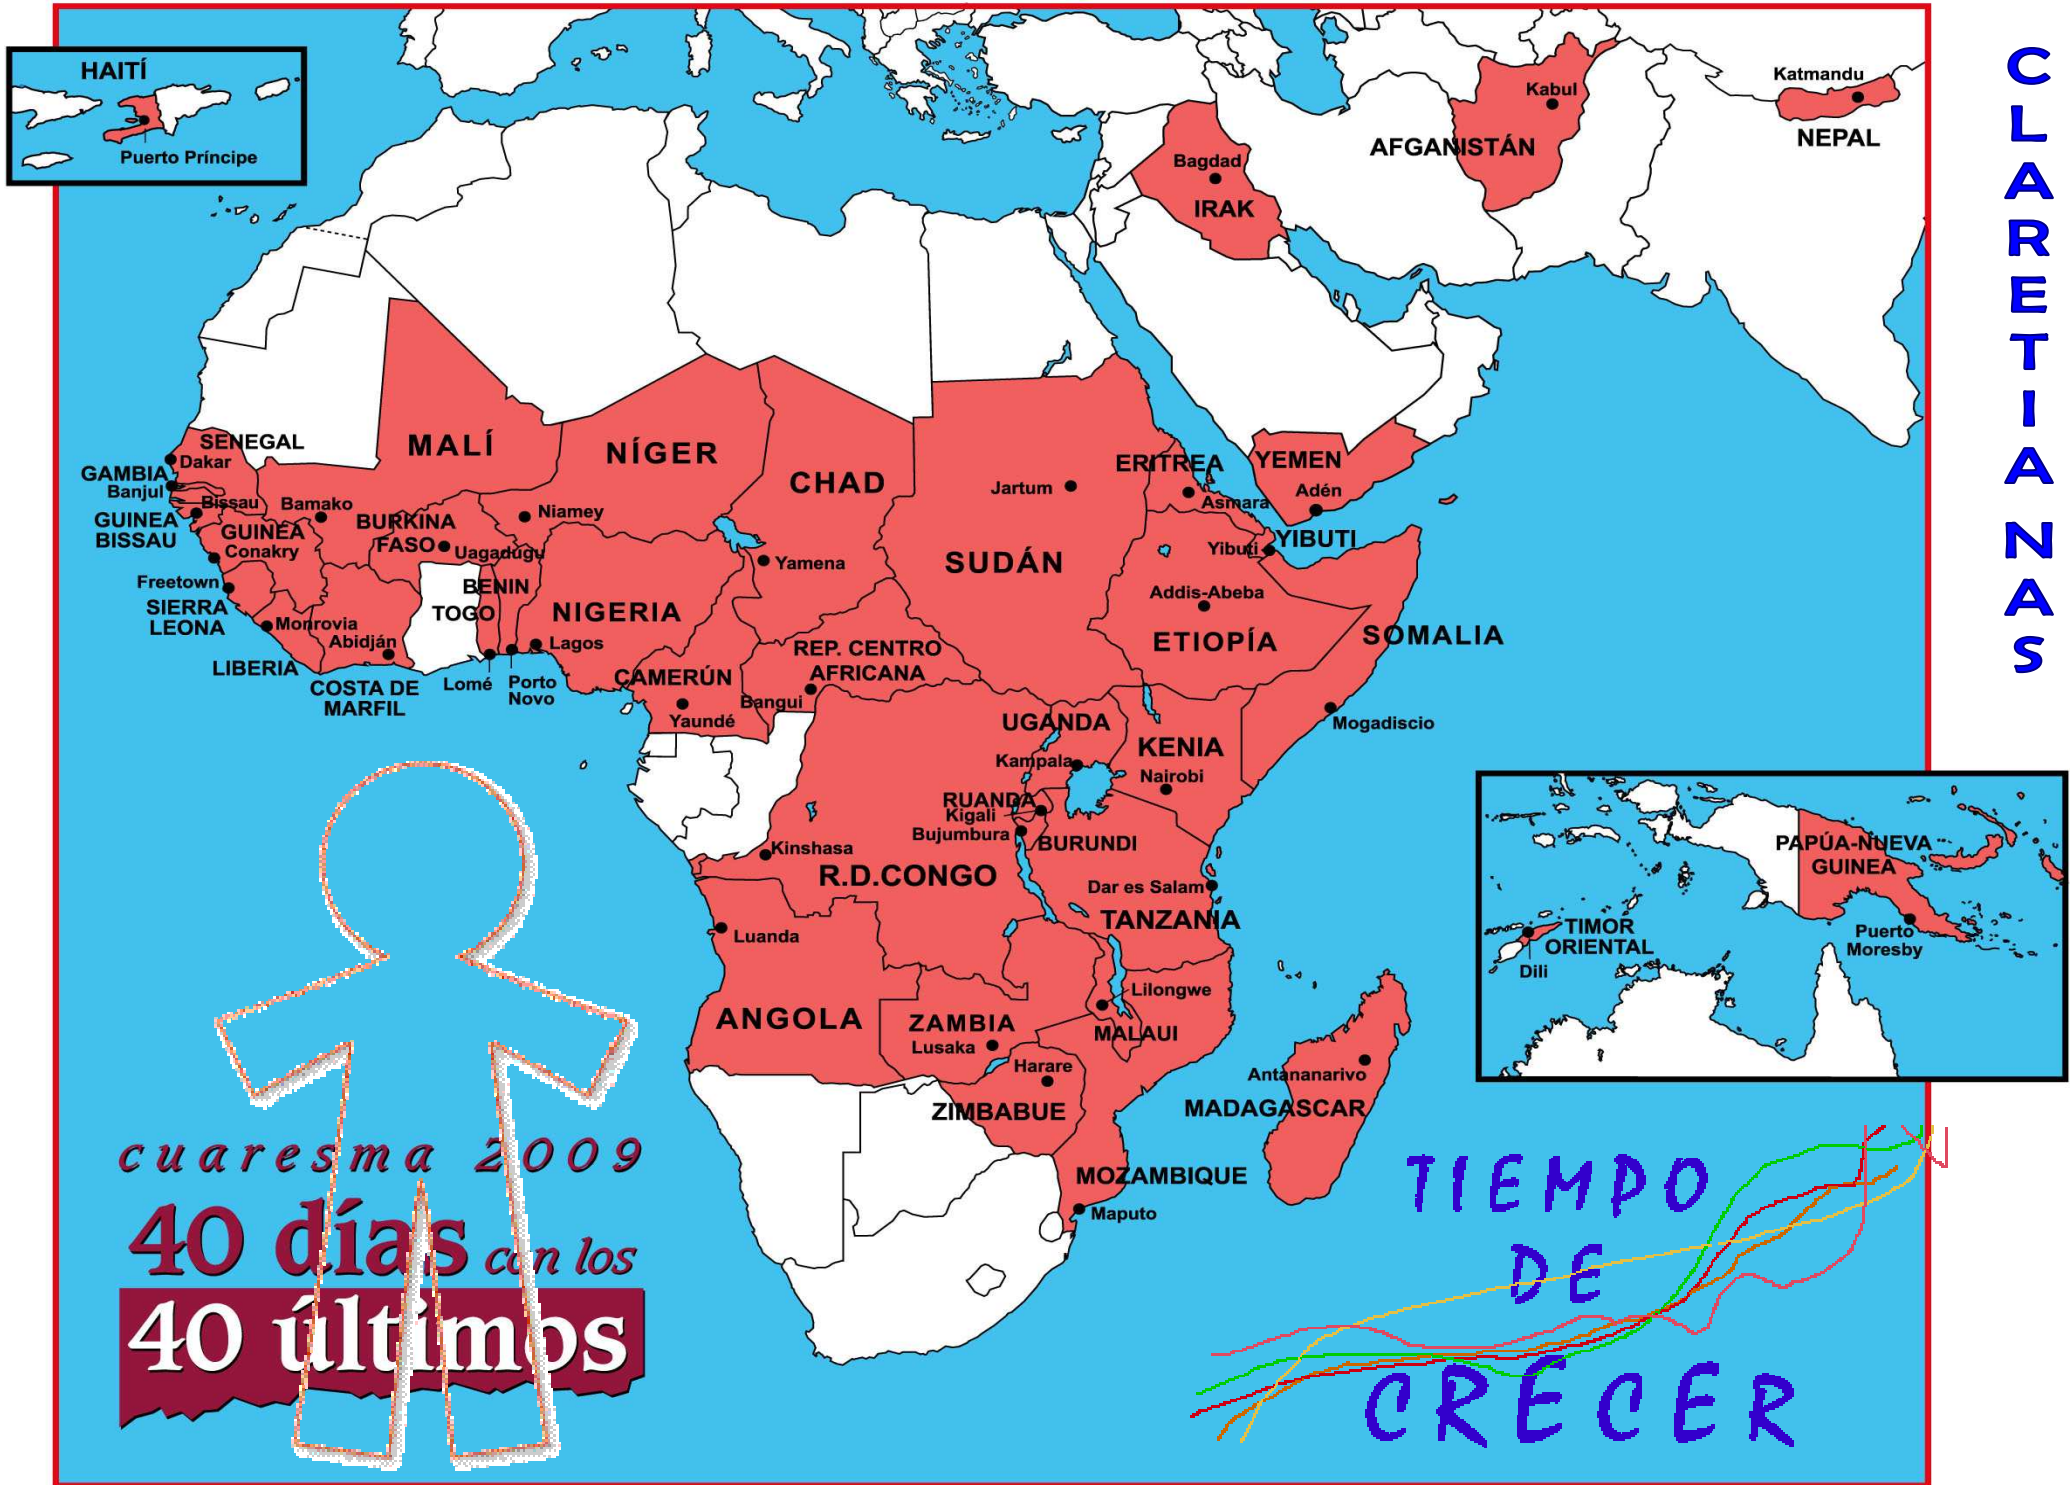 HAITÍ
Puerto Príncipe
Katmandu
NEPAL
Kabul
AFGANISTÁN
Bagdad
IRAK
CLARETIANAS
SENEGAL
Dakar
GAMBIA
Banjul
Bissau
GUINEA
BISSAU
GUINEA
Conakry
Freetown
SIERRA
LEONA
Monrovia
LIBERIA
Abidján
COSTA DE
MARFIL
MALÍ
Bamako
BURKINA
FASO
Uagadugu
BENIN
TOGO
Lomé
Porto
Novo
NÍGER
Niamey
NIGERIA
Lagos
CHAD
Yamena
CAMERÚN
Yaundé
REP. CENTRO
AFRICANA
Bangui
SUDÁN
Jartum
ERITREA
Asmara
YEMEN
Adén
YIBUTI
Yibuti
Addis-Abeba
ETIOPÍA
SOMALIA
Mogadiscio
UGANDA
Kampala
KENIA
Nairobi
RUANDA
Kigali
Bujumbura
BURUNDI
Kinshasa
R.D.CONGO
Dar es Salam
TANZANIA
Luanda
ANGOLA
ZAMBIA
Lusaka
Lilongwe
MALAUI
Harare
ZIMBABUE
MOZAMBIQUE
Maputo
Antananarivo
MADAGASCAR
PAPÚA-NUEVA
GUINEA
Puerto
Moresby
TIMOR
ORIENTAL
Dili
cuaresma 2009
40 días con los
40 últimos
TIEMPO
DE
CRECER